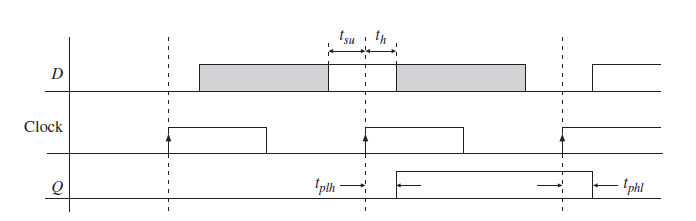 t_su t_h
D
Clock
Q
t_plh t_phl